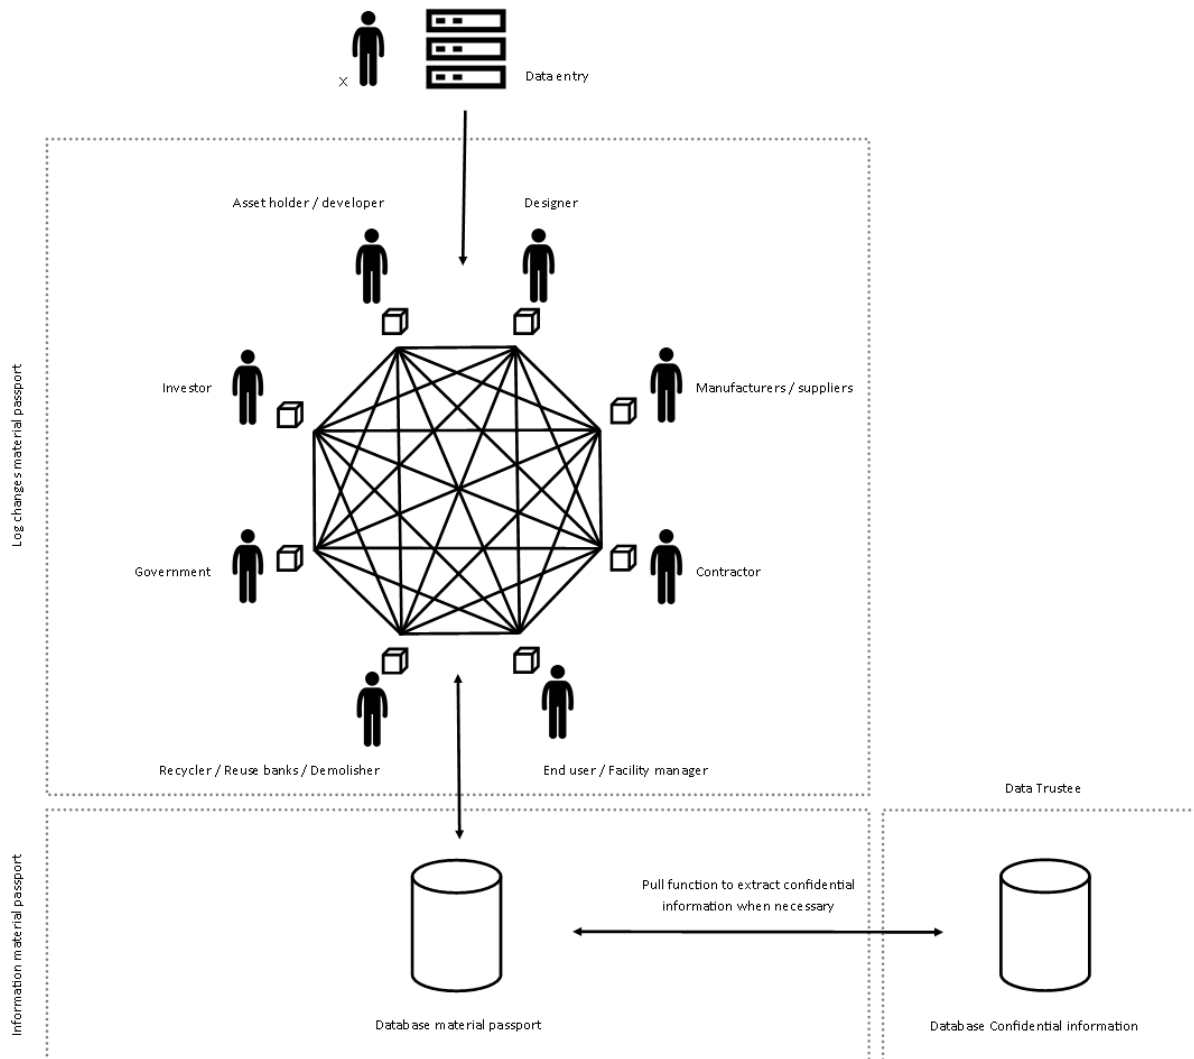 X
Data entry
Asset holder / developer
Designer
Investor
Manufacturers / suppliers
Log changes material passport
Government
Contractor
Recycler / Reuse banks / Demolisher
End user / Facility manager
Data Trustee
Information material passport
Pull function to extract confidential
information when necessary
Database material passport
Database Confidential information